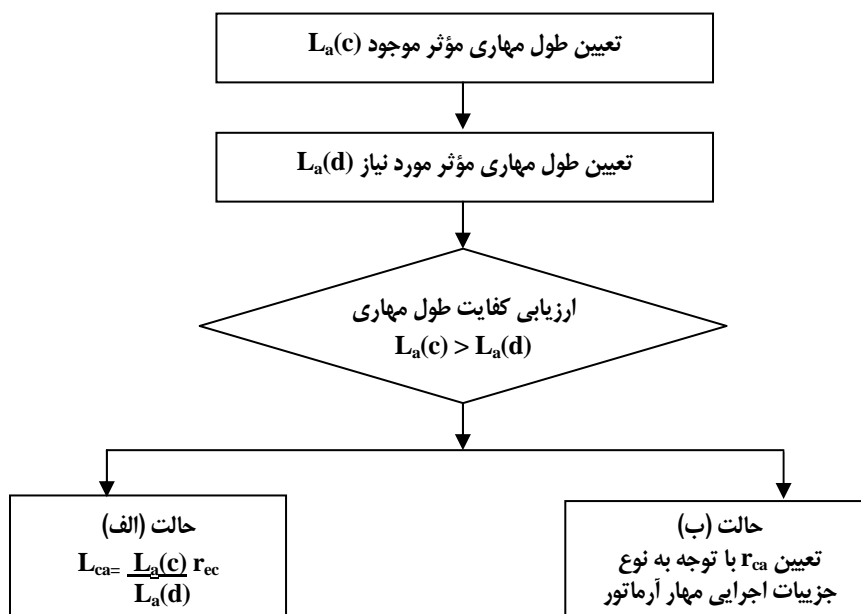 تعیین طول مهاری مؤثر موجود La(c)
تعیین طول مهاری مؤثر مورد نیاز La(d)
ارزیابی کفایت طول مهاری
La(c) > La(d)
حالت (ب)
تعیین rca با توجه به نوع
جزییات اجرایی مهار آرماتور
حالت (الف)
Lca= La(c) rec
La(d)